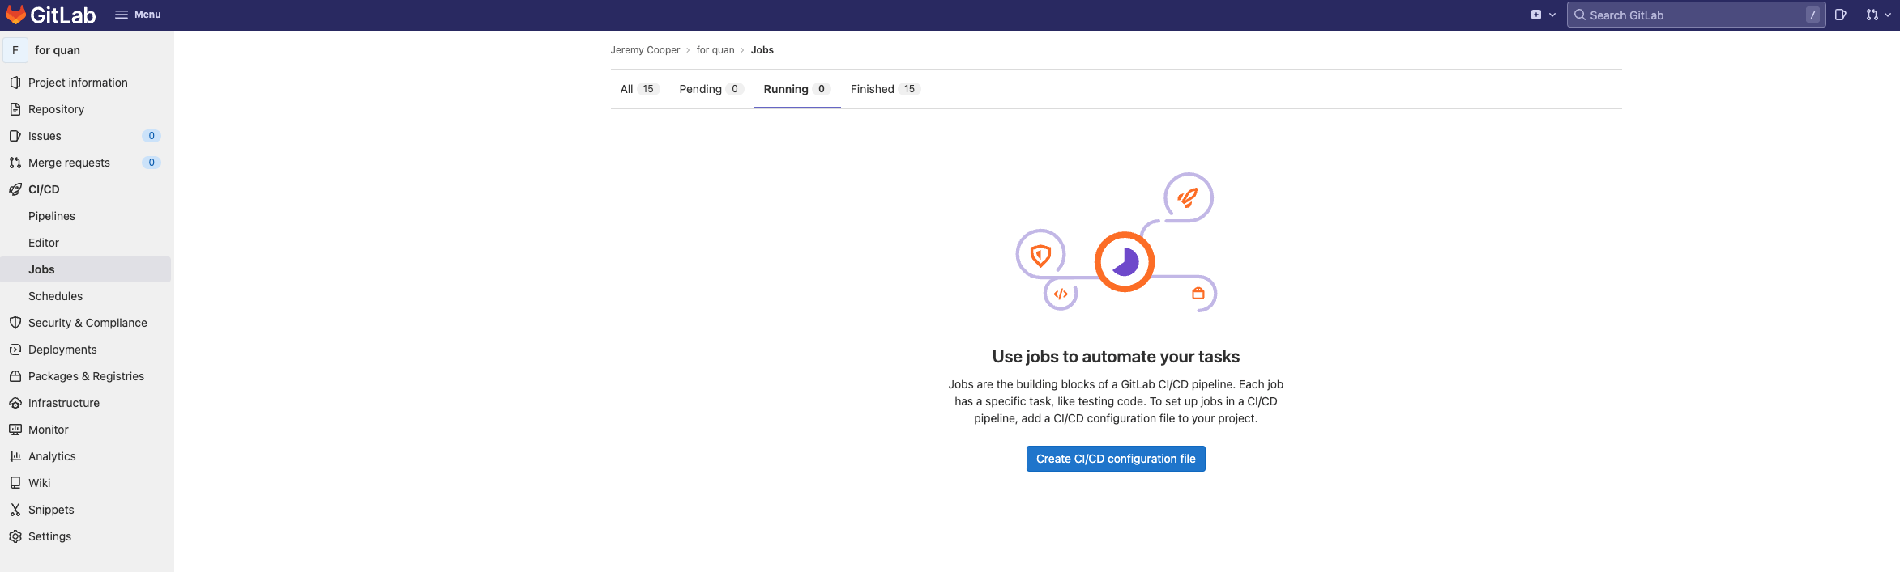 GitLab Menu Search GitLab /
F for quan
Project information
Repository
Issues 0
Merge requests 0
CI/CD
Pipelines
Editor
Jobs
Schedules
Security & Compliance
Deployments
Packages & Registries
Infrastructure
Monitor
Analytics
Wiki
Snippets
Settings
Jeremy Cooper › for quan › Jobs
All 15 Pending 0 Running 0 Finished 15
</>
Use jobs to automate your tasks
Jobs are the building blocks of a GitLab CI/CD pipeline. Each job
has a specific task, like testing code. To set up jobs in a CI/CD
pipeline, add a CI/CD configuration file to your project.
Create CI/CD configuration file